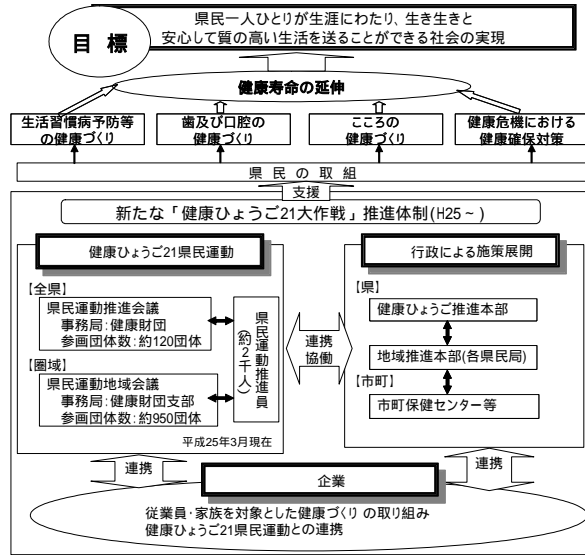 目 標
県民一人ひとりが生涯にわたり、生き生きと
安心して質の高い生活を送ることができる社会の実現
健康寿命の延伸
生活習慣病予防等
の健康づくり
歯及び口腔の
健康づくり
こころの
健康づくり
健康危機における
健康確保対策
県 民 の 取 組
支援
新たな「健康ひょうご21大作戦」推進体制(H25～)
健康ひょうご21県民運動
【全県】
県民運動推進会議
事務局:健康財団
参画団体数:約120団体
【圏域】
県民運動地域会議
事務局:健康財団支部
参画団体数:約950団体
県民運動推進員
(約2千人)
平成25年3月現在
連携
協働
行政による施策展開
【県】
健康ひょうご推進本部
地域推進本部(各県民局)
【市町】
市町保健センター等
連携
連携
企業
従業員・家族を対象とした健康づくり の取り組み
健康ひょうご21県民運動との連携